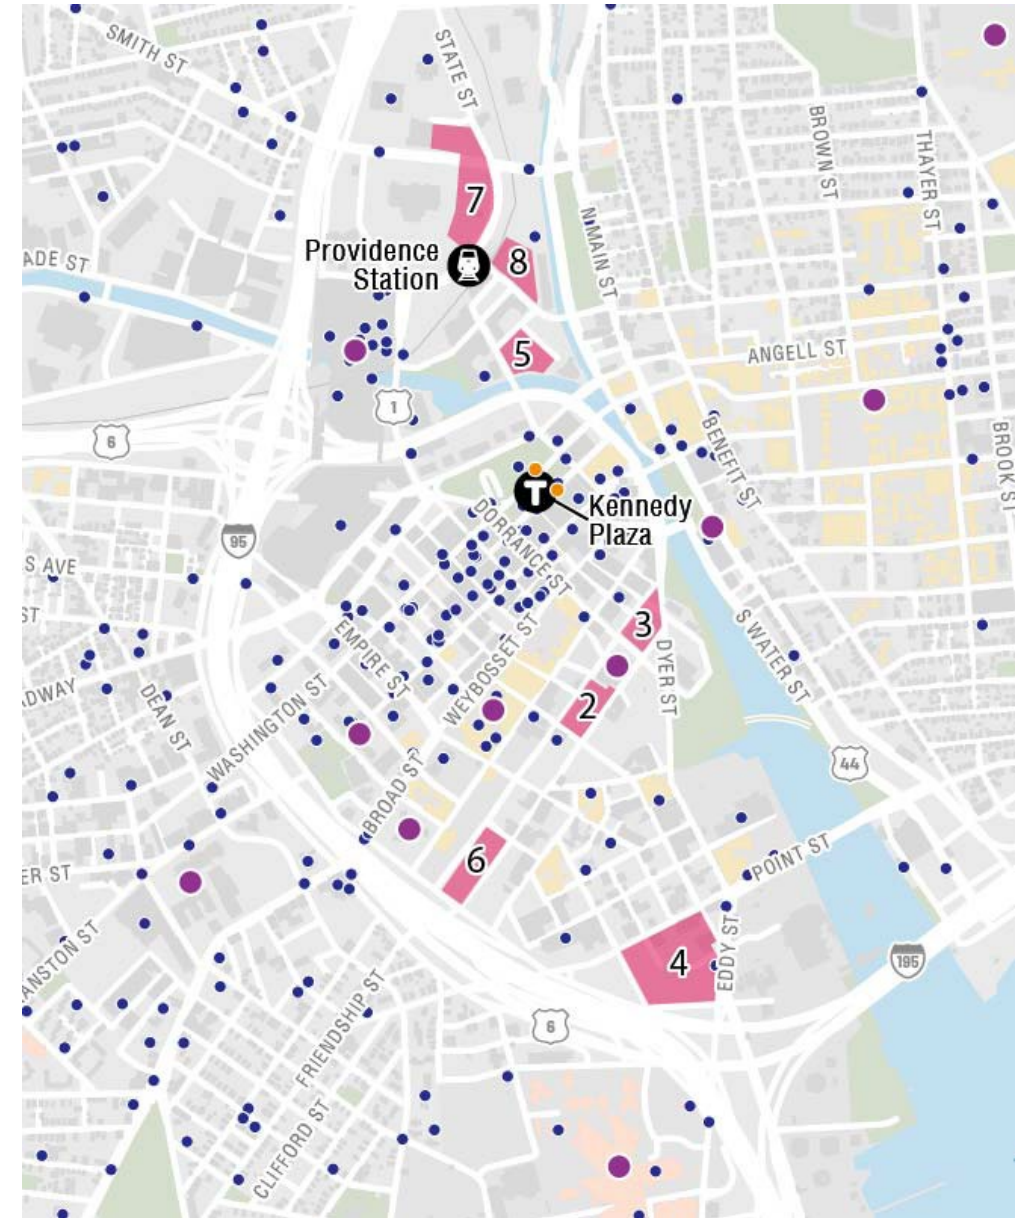 SMITH ST
STATE ST
BROWN ST
THAYER ST
7
N MAIN ST
Providence
Station
8
ADE ST
5
ANGELL ST
1
6
BENEFIT ST
BROOK ST
Kennedy
Plaza
T
DORRANCE ST
95
S AVE
ST
3
S WATER ST
EMPIRE ST
WEYBOSSET ST
DYER ST
DWAY
DEAN ST
WASHINGTON ST
2
44
BROAD ST
6
POINT ST
ER ST
ANSTON ST
4
EDDY ST
195
FRIENDSHIP ST
6
CLIFFORD ST